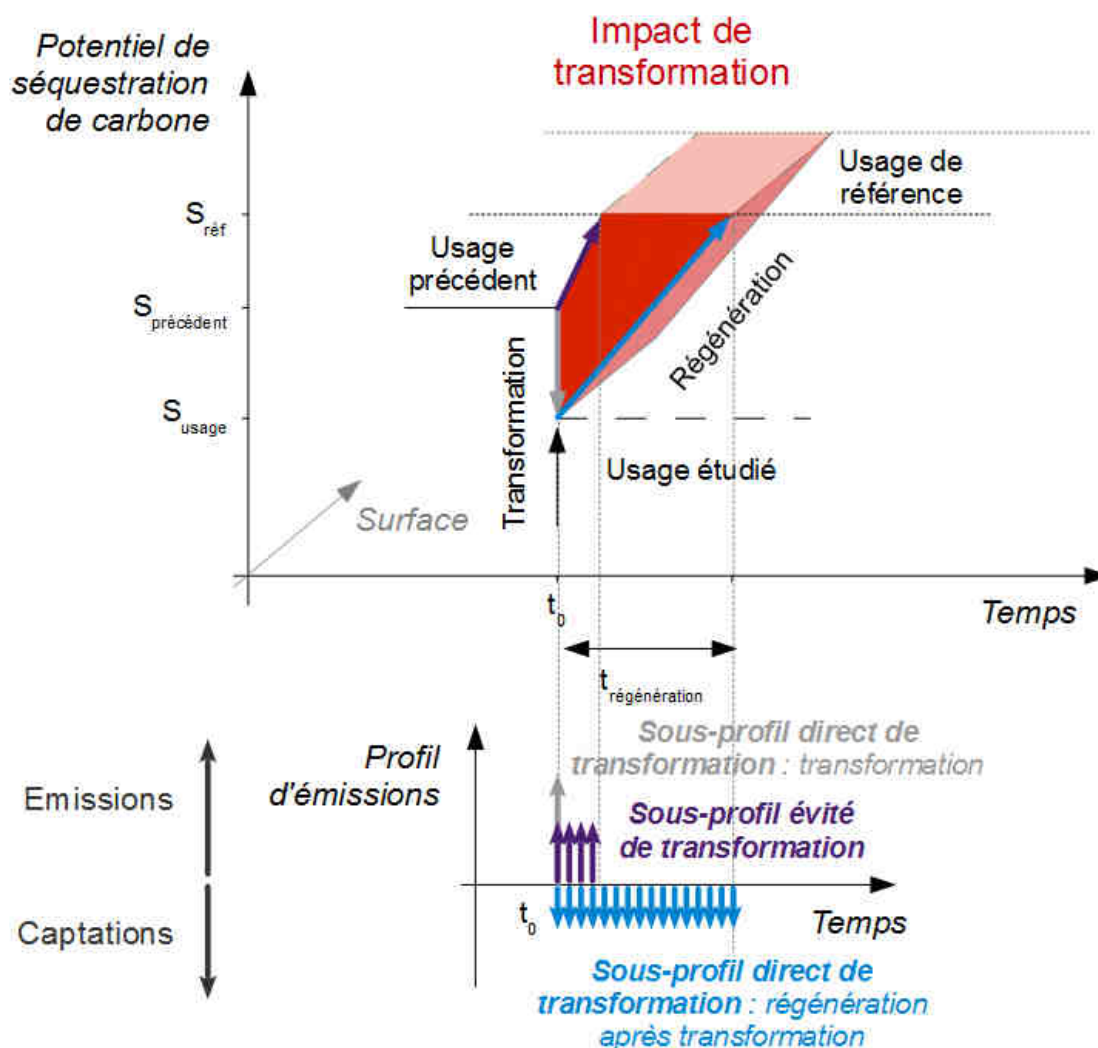 Impact de
transformation
Potentiel de
séquestration
de carbone
Usage de
référence
S réf
Usage
précédent
S précédent
Régénération
Transformation
S usage
Usage étudié
Surface
t0
Temps
t régénération
Sous-profil direct de
transformation : transformation
Profil
d'émissions
Emissions
Sous-profil évité
de transformation
t0
Captations
Temps
Sous-profil direct de
transformation : régénération
après transformation